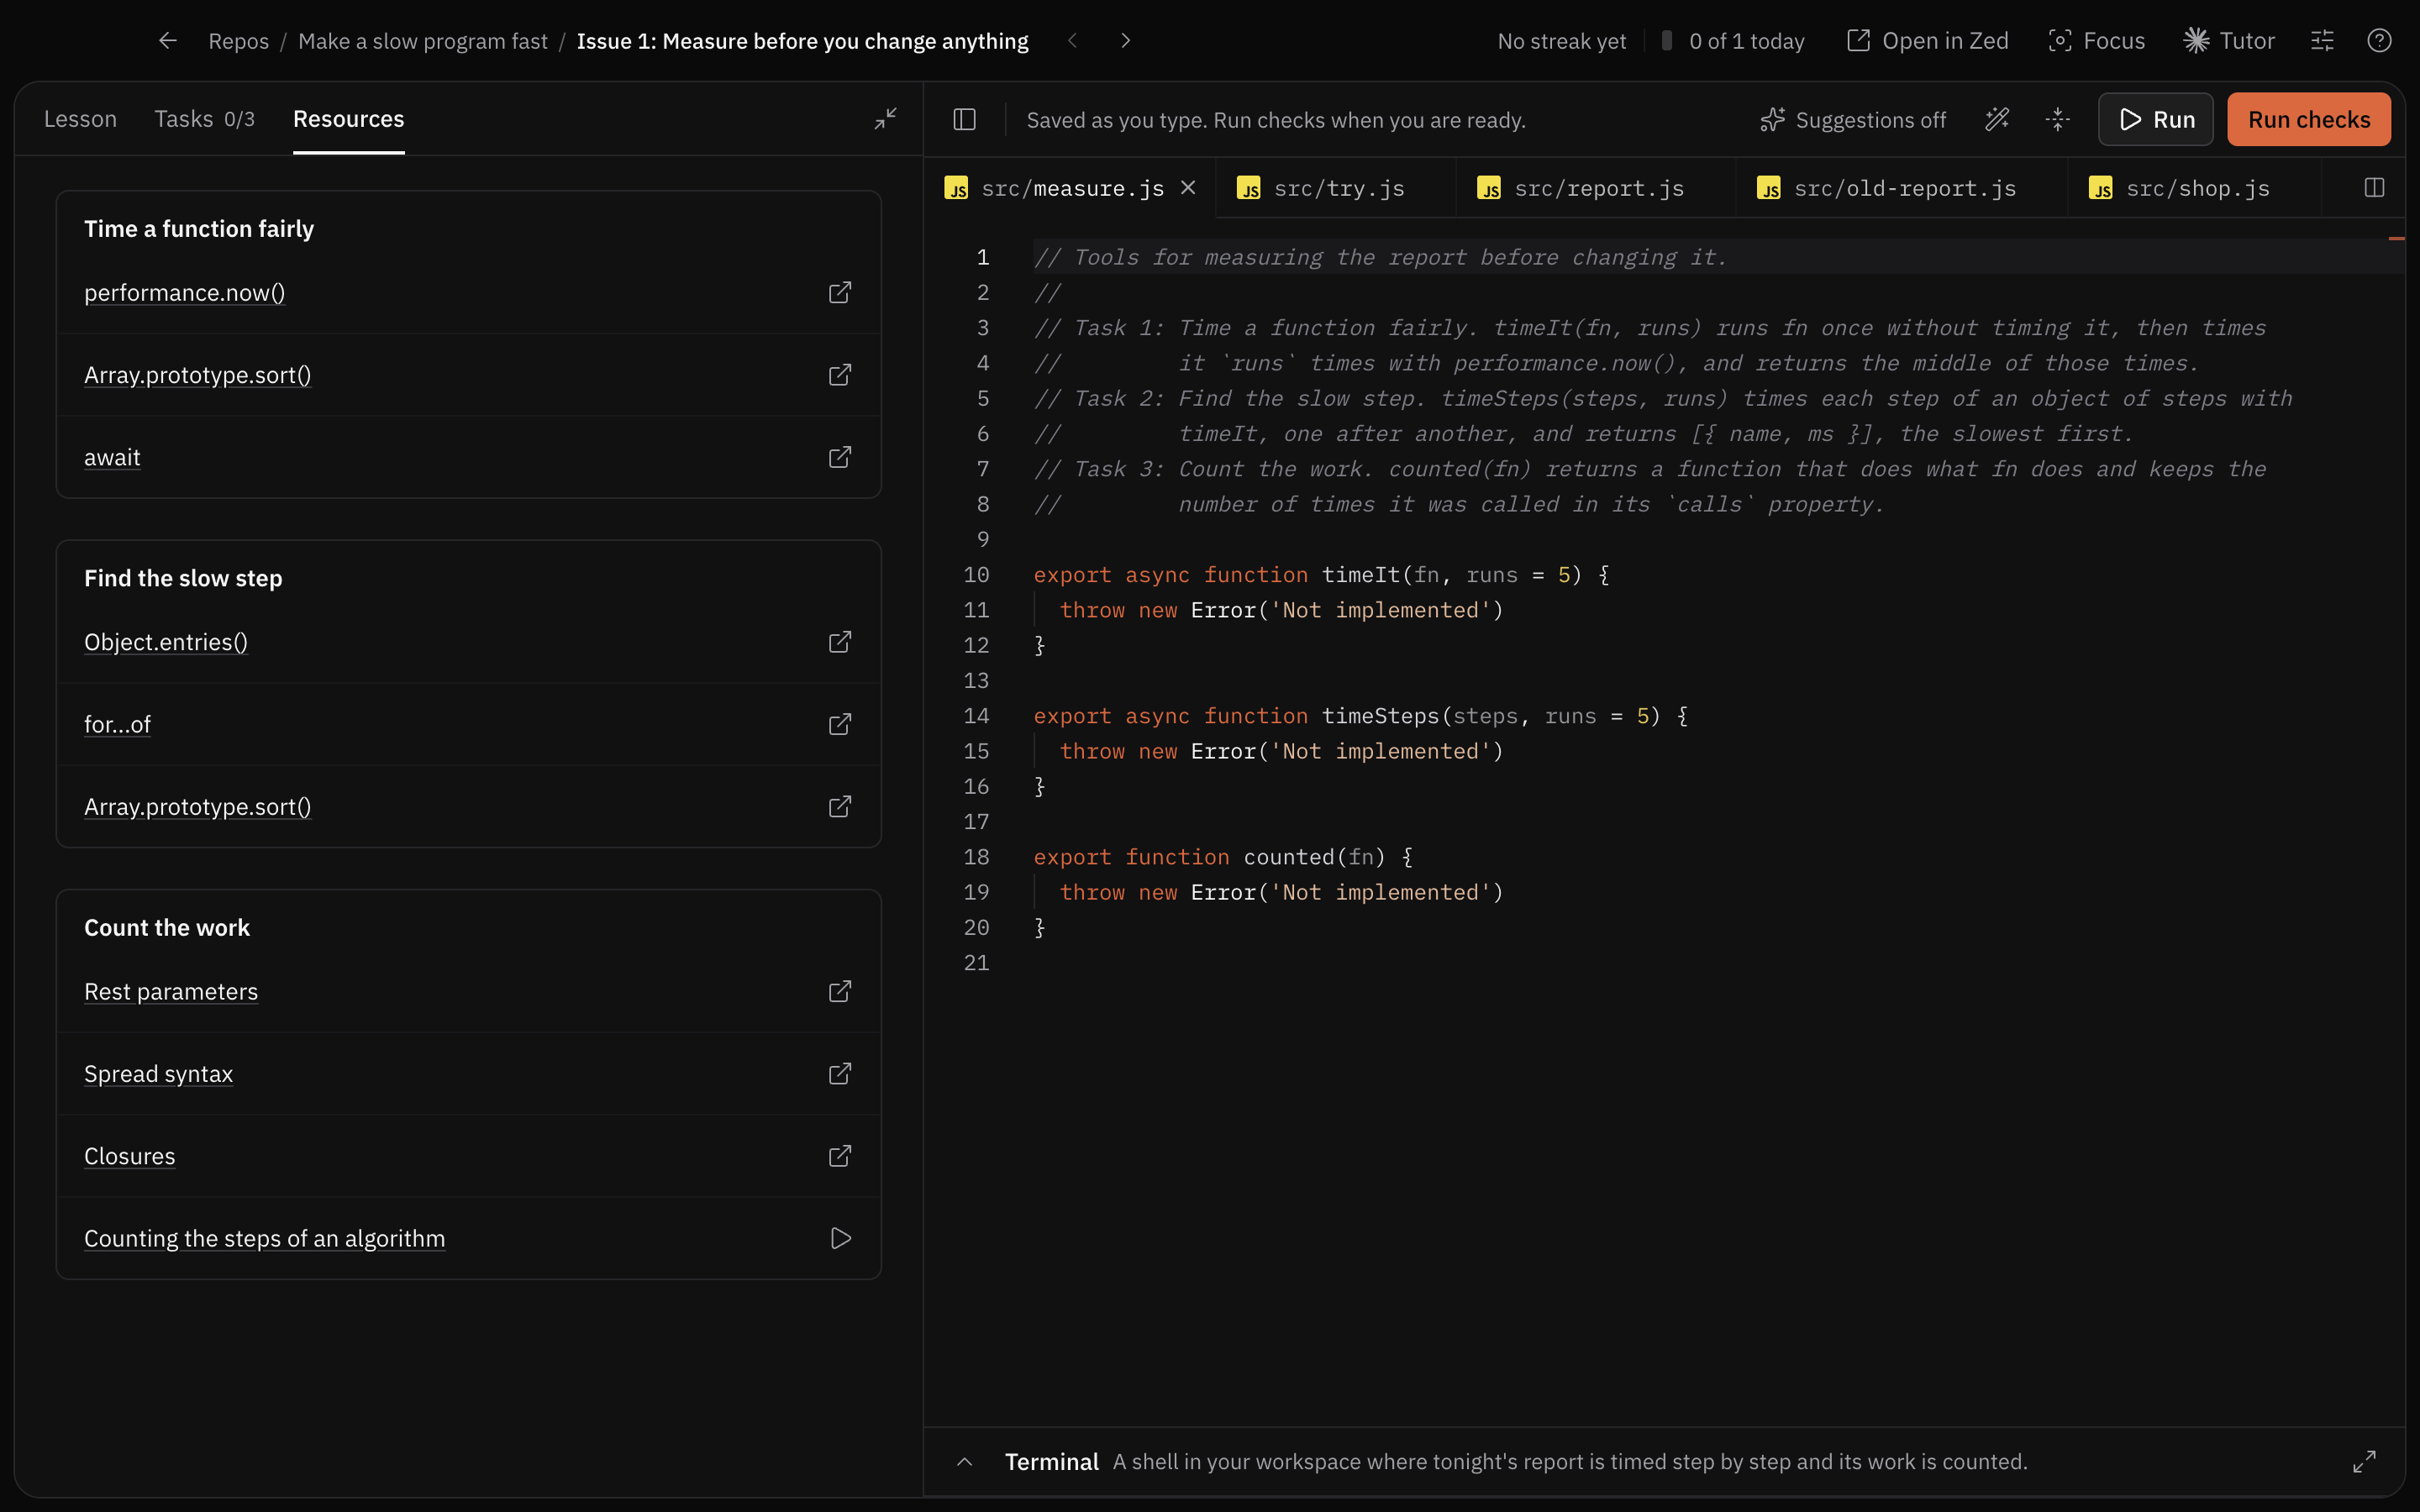 Repos / Make a slow program fast / Issue 1: Measure before you change anything
No streak yet
0 of 1 today
Open in Zed
Focus
Tutor
Lesson
Tasks 0/3
Resources
Time a function fairly
performance.now()
Array.prototype.sort()
await
Find the slow step
Object.entries()
for...of
Array.prototype.sort()
Count the work
Rest parameters
Spread syntax
Closures
Counting the steps of an algorithm
Saved as you type. Run checks when you are ready.
Suggestions off
Run
Run checks
JS src/measure.js
JS src/try.js
JS src/report.js
JS src/old-report.js
JS src/shop.js
1 // Tools for measuring the report before changing it.
2 //
3 // Task 1: Time a function fairly. timeIt(fn, runs) runs fn once without timing it, then times
4 //         it `runs` times with performance.now(), and returns the middle of those times.
5 // Task 2: Find the slow step. timeSteps(steps, runs) times each step of an object of steps with
6 //         timeIt, one after another, and returns [{ name, ms }], the slowest first.
7 // Task 3: Count the work. counted(fn) returns a function that does what fn does and keeps the
8 //         number of times it was called in its `calls` property.
9
10 export async function timeIt(fn, runs = 5) {
11   throw new Error('Not implemented')
12 }
13
14 export async function timeSteps(steps, runs = 5) {
15   throw new Error('Not implemented')
16 }
17
18 export function counted(fn) {
19   throw new Error('Not implemented')
20 }
21
Terminal A shell in your workspace where tonight's report is timed step by step and its work is counted.